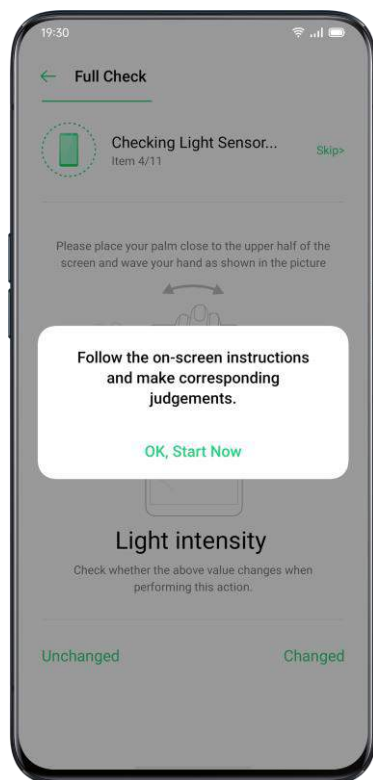 19:30
Full Check
Checking Light Sensor...
Item 4/11
Skip>
Please place your palm close to the upper half of the
screen and wave your hand as shown in the picture
Follow the on-screen instructions
and make corresponding
judgements.
OK, Start Now
Light intensity
Check whether the above value changes when
performing this action.
Unchanged
Changed